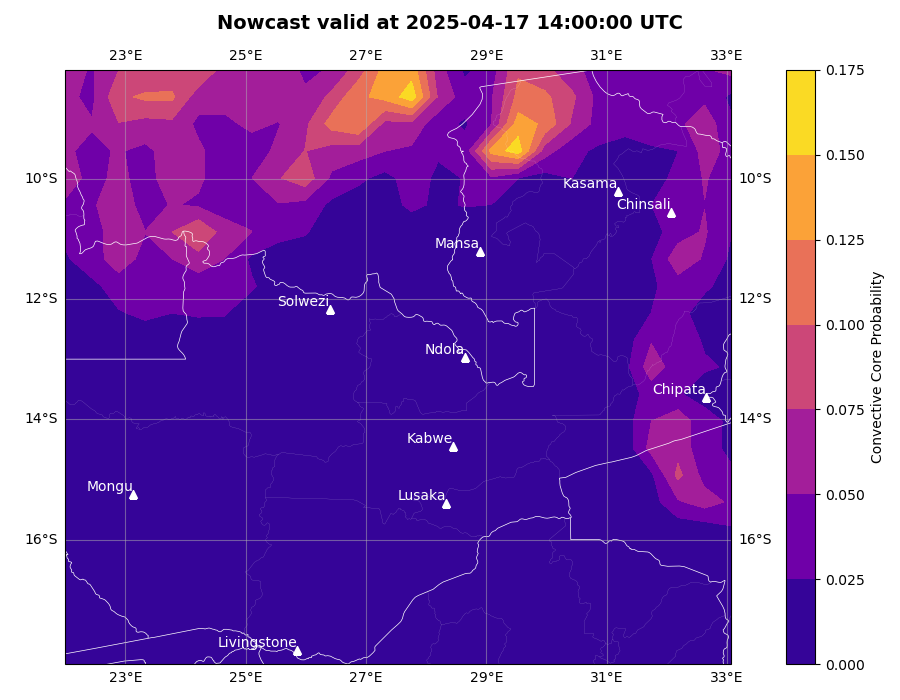 Nowcast valid at 2025-04-17 14:00:00 UTC
23°E 25°E 27°E 29°E 31°E 33°E
0.175
0.150
10°S Kasama 10°S
Chinsali
0.125
Mansa
12°S 12°S
Solwezi
0.100
Ndola
Chipata
0.075
14°S 14°S
Kabwe
Mongu
Lusaka
0.050
16°S 16°S
0.025
Livingstone
0.000
23°E 25°E 27°E 29°E 31°E 33°E
Convective Core Probability